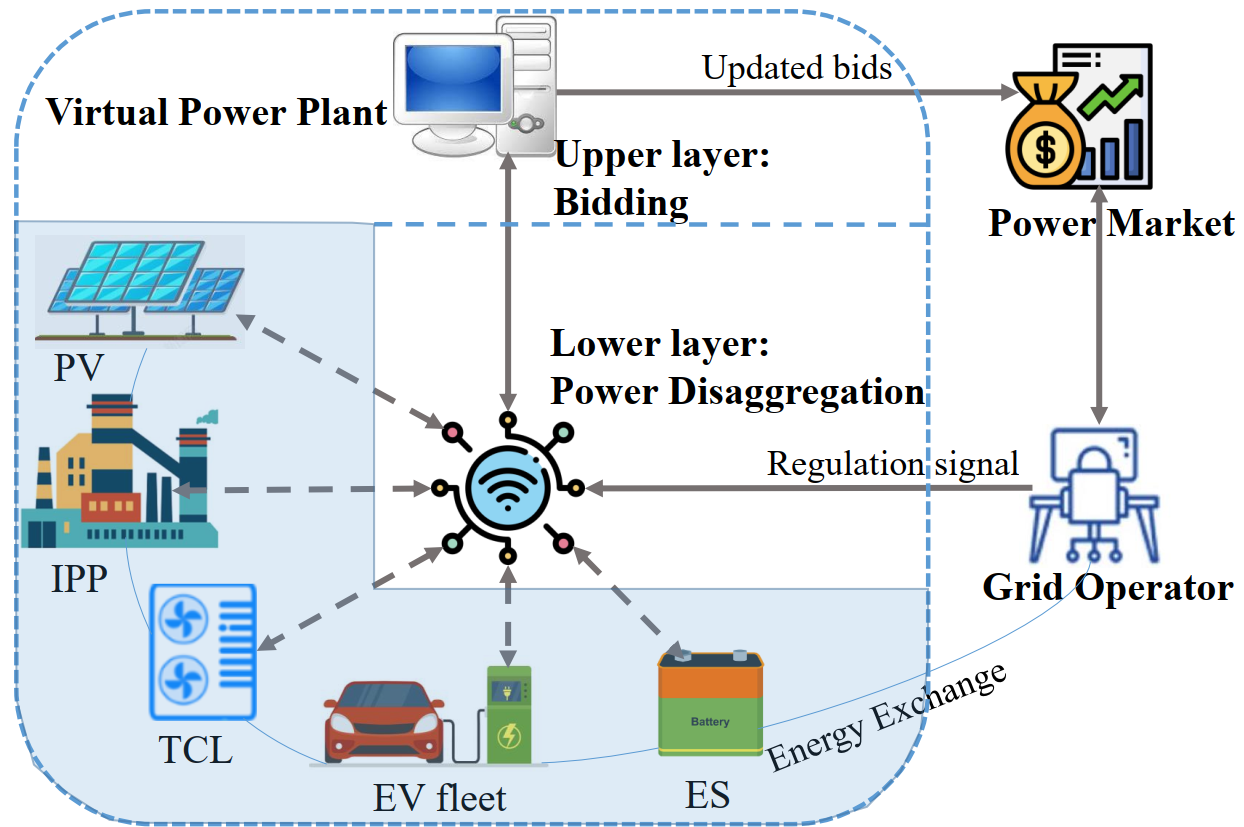 Updated bids
Virtual Power Plant
Upper layer:
Bidding
$
Power Market
Lower layer:
Power Disaggregation
PV
Regulation signal
IPP
Grid Operator
Battery
Energy Exchange
TCL
EV fleet
ES